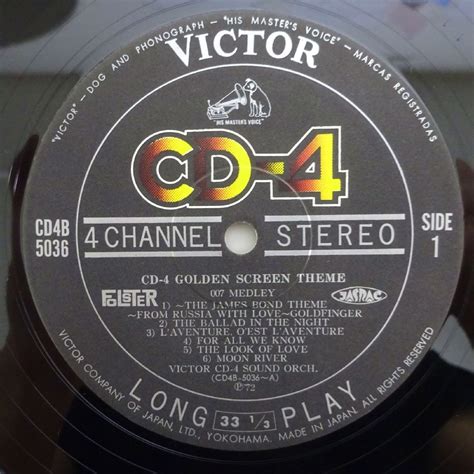 "VICTOR" — DOG AND PHONOGRAPH — "HIS MASTER'S VOICE" — MARCAS REGISTRADAS
VICTOR
"HIS MASTER'S VOICE"
CD-4
CD4B
5036
4 CHANNEL
STEREO
SIDE
1
CD-4 GOLDEN SCREEN THEME
007 MEDLEY
1) ~THE JAMES BOND THEME
~FROM RUSSIA WITH LOVE~GOLDFINGER
2) THE BALLAD IN THE NIGHT
3) L'AVENTURE, O'EST L'AVENTURE
4) FOR ALL WE KNOW
5) THE LOOK OF LOVE
6) MOON RIVER
VICTOR CD-4 SOUND ORCH.
(CD4B-5036~A)
Ⓟ'72
JASRAC
LONG PLAY
33 1/3
VICTOR COMPANY OF JAPAN, LTD., YOKOHAMA. MADE IN JAPAN. ALL RIGHTS RESERVED